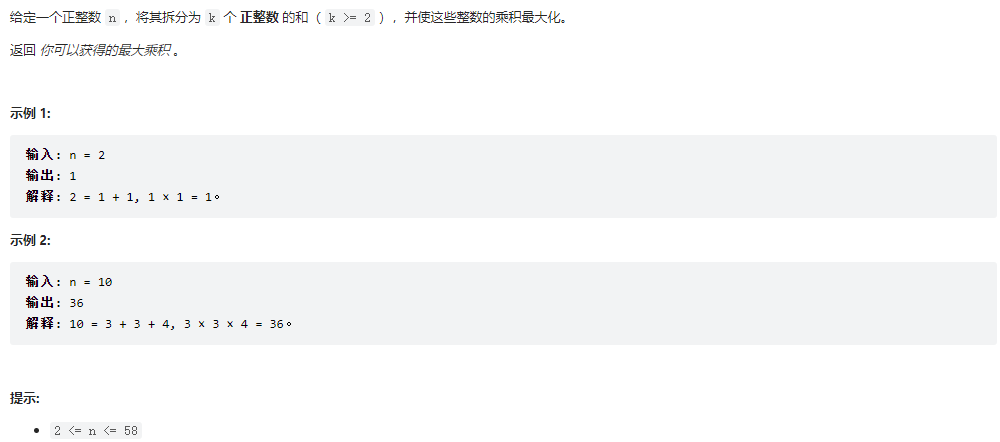 给定一个正整数 n ，将其拆分为 k 个 正整数 的和（ k >= 2 ），并使这些整数的乘积最大化。
返回 你可以获得的最大乘积 。
示例 1:
输入: n = 2
输出: 1
解释: 2 = 1 + 1, 1 × 1 = 1。
示例 2:
输入: n = 10
输出: 36
解释: 10 = 3 + 3 + 4, 3 × 3 × 4 = 36。
提示:
• 2 <= n <= 58